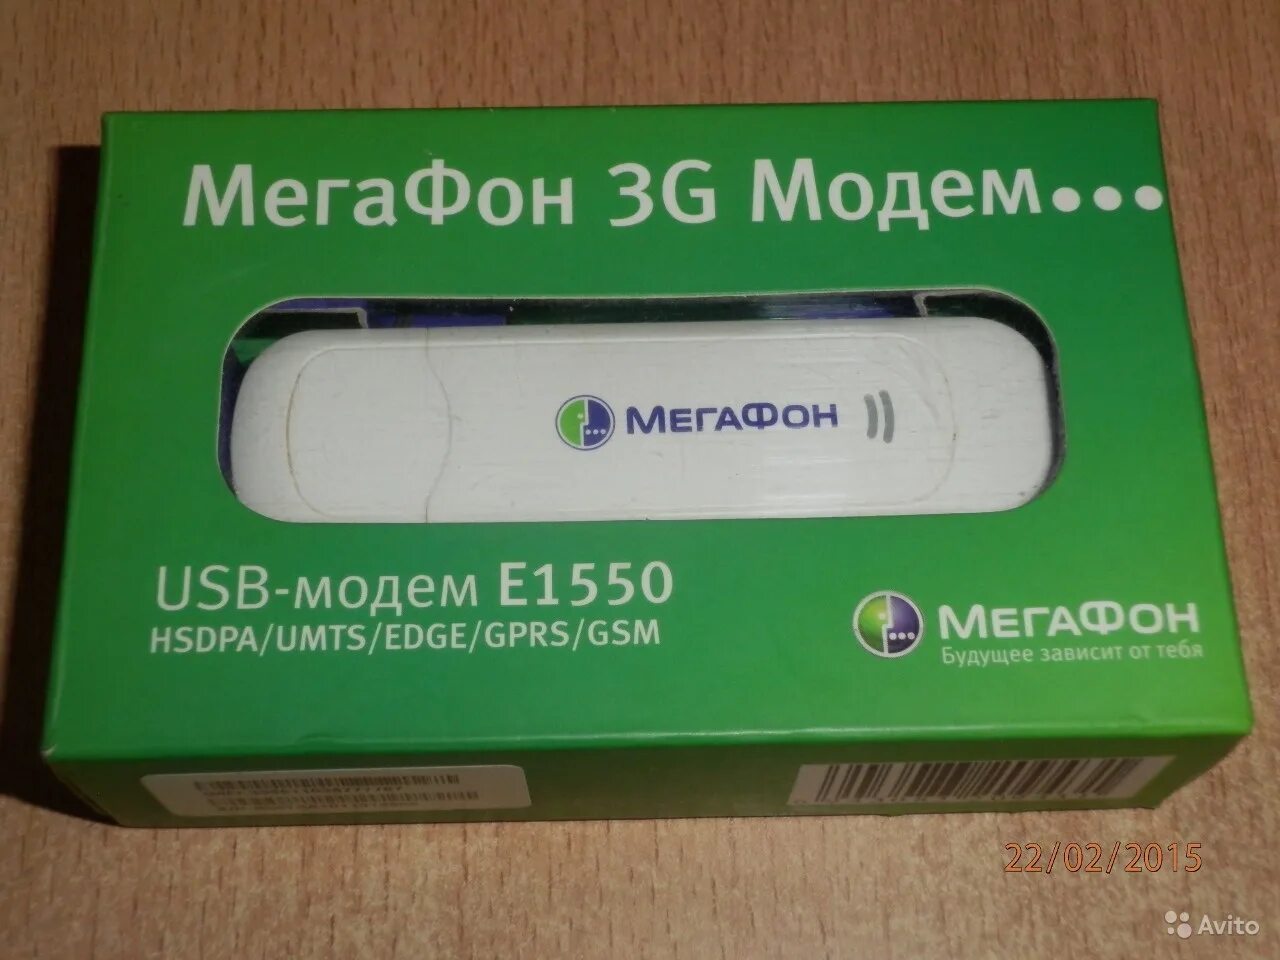 МегаФон 3G Модем...
МЕГАФОН
USB-модем E1550
HSDPA/UMTS/EDGE/GPRS/GSM
МЕГАФОН
Будущее зависит от тебя
22/02/2015
Avito